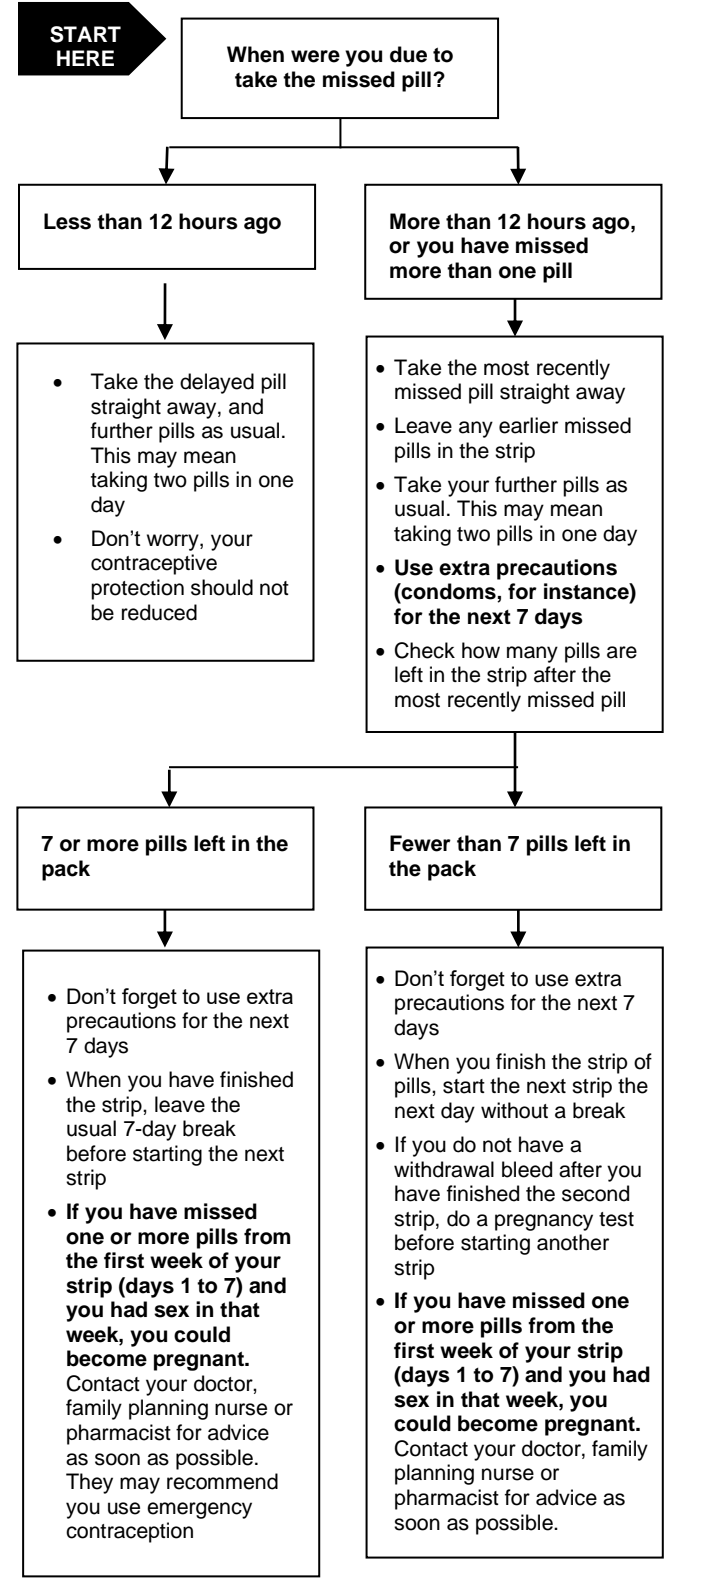 START
HERE
When were you due to
take the missed pill?
Less than 12 hours ago
More than 12 hours ago,
or you have missed
more than one pill
• Take the delayed pill
straight away, and
further pills as usual.
This may mean
taking two pills in one
day
• Don’t worry, your
contraceptive
protection should not
be reduced
• Take the most recently
missed pill straight away
• Leave any earlier missed
pills in the strip
• Take your further pills as
usual. This may mean
taking two pills in one day
• Use extra precautions
(condoms, for instance)
for the next 7 days
• Check how many pills are
left in the strip after the
most recently missed pill
7 or more pills left in the
pack
Fewer than 7 pills left in
the pack
• Don’t forget to use extra
precautions for the next
7 days
• When you have finished
the strip, leave the
usual 7-day break
before starting the next
strip
• If you have missed
one or more pills from
the first week of your
strip (days 1 to 7) and
you had sex in that
week, you could
become pregnant.
Contact your doctor,
family planning nurse or
pharmacist for advice
as soon as possible.
They may recommend
you use emergency
contraception
• Don’t forget to use extra
precautions for the next 7
days
• When you finish the strip of
pills, start the next strip the
next day without a break
• If you do not have a
withdrawal bleed after you
have finished the second
strip, do a pregnancy test
before starting another
strip
• If you have missed one
or more pills from the
first week of your strip
(days 1 to 7) and you had
sex in that week, you
could become pregnant.
Contact your doctor, family
planning nurse or
pharmacist for advice as
soon as possible.